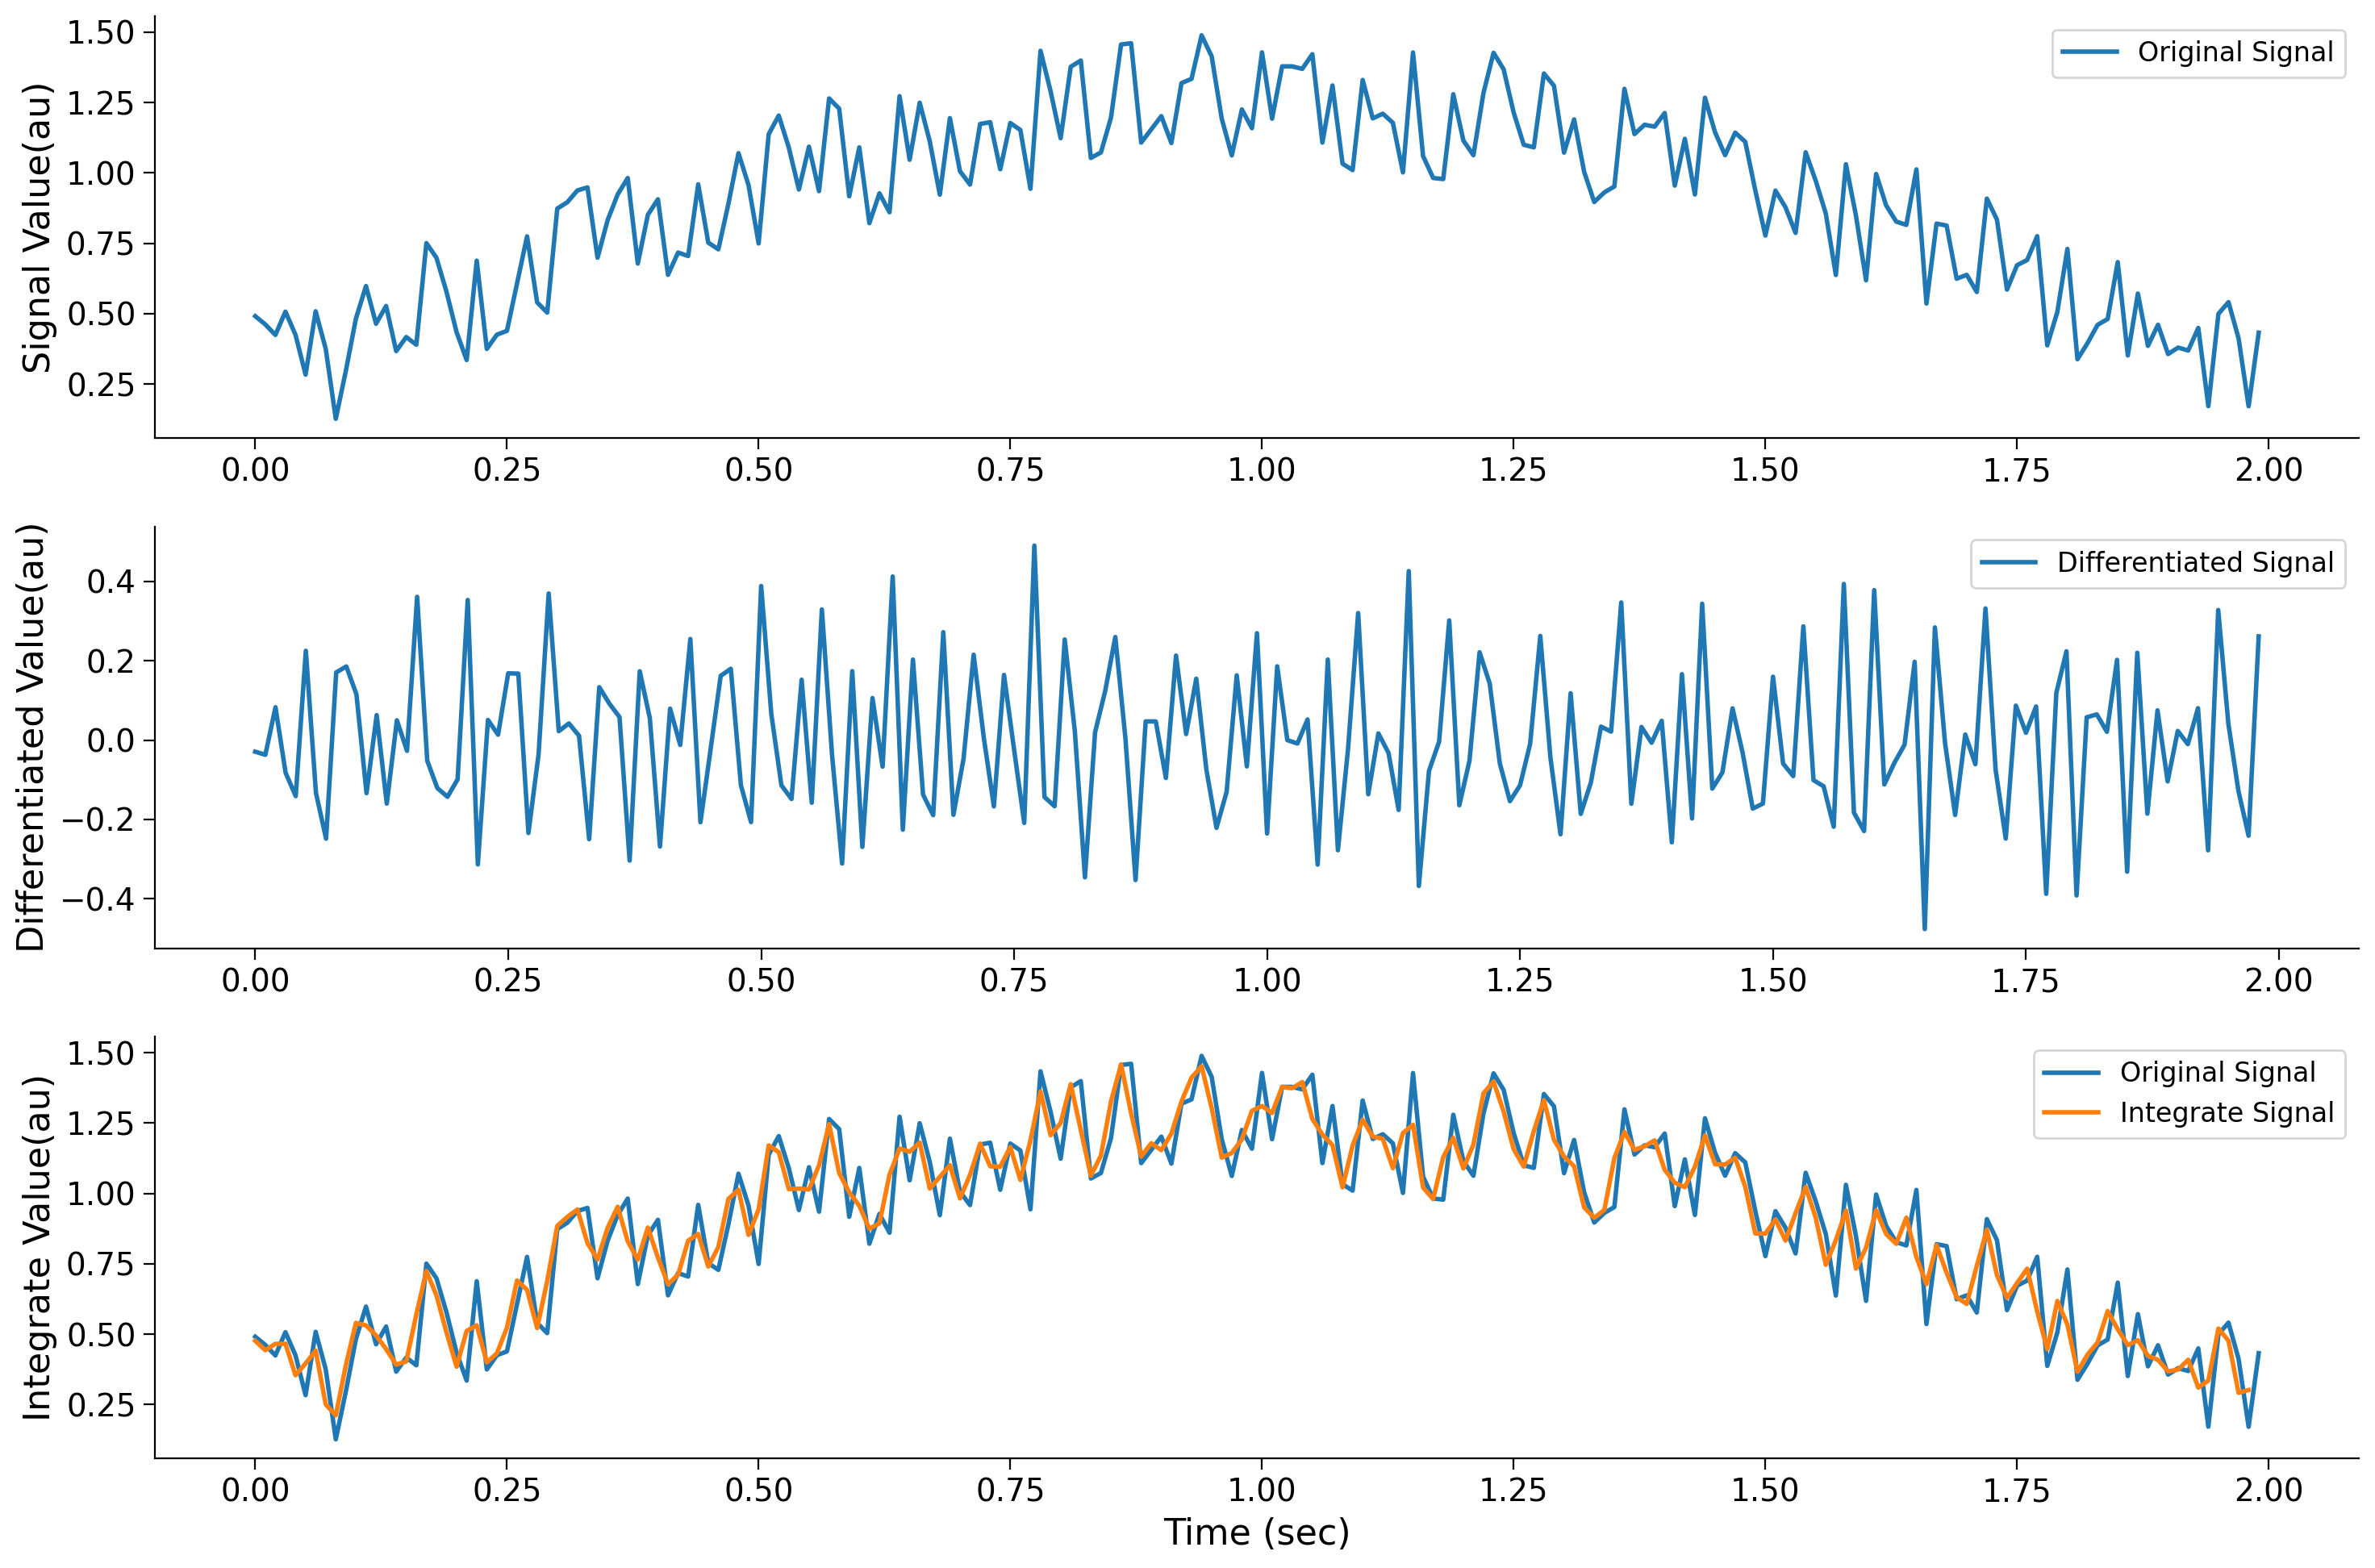 Signal Value(au)
1.50
1.25
1.00
0.75
0.50
0.25
Original Signal
0.00 0.25 0.50 0.75 1.00 1.25 1.50 1.75 2.00
Differentiated Value(au)
0.4
0.2
0.0
−0.2
−0.4
Differentiated Signal
0.00 0.25 0.50 0.75 1.00 1.25 1.50 1.75 2.00
Integrate Value(au)
1.50
1.25
1.00
0.75
0.50
0.25
Original Signal
Integrate Signal
0.00 0.25 0.50 0.75 1.00 1.25 1.50 1.75 2.00
Time (sec)